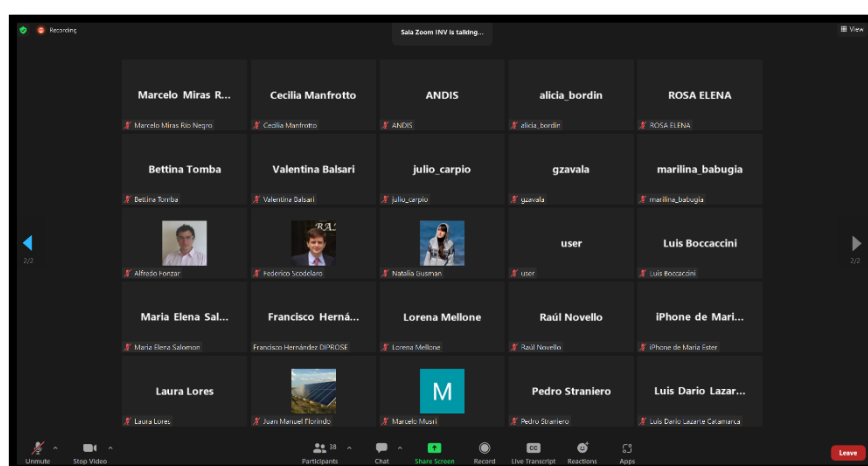 Recording
Sala Zoom INV is talking...
View
Marcelo Miras R...
Cecilia Manfrotto
ANDIS
alicia_bordin
ROSA ELENA
Marcelo Miras Rio Negro
Cecilia Manfrotto
ANDIS
alicia_bordin
ROSA ELENA
Bettina Tomba
Valentina Balsari
julio_carpio
gzavala
marilina_babugia
Bettina Tomba
Valentina Balsari
julio_carpio
gzavala
marilina_babugia
user
Luis Boccaccini
2/2
2/2
Alfredo Fonzar
Federico Scodelaro
Natalia Gusman
user
Luis Boccaccini
Maria Elena Sal...
Francisco Herná...
Lorena Mellone
Raúl Novello
iPhone de Mari...
Maria Elena Salomon
Francisco Hernández DIPROSE
Lorena Mellone
Raúl Novello
iPhone de María Ester
Laura Lores
M
Pedro Straniero
Luis Dario Lazar...
Laura Lores
Juan Manuel Florindo
Marcelo Musri
Pedro Straniero
Luis Dario Lazarte Catamarca
Unmute
Stop Video
Participants
Chat
Share Screen
Record
Live Transcript
Reactions
Apps
Leave